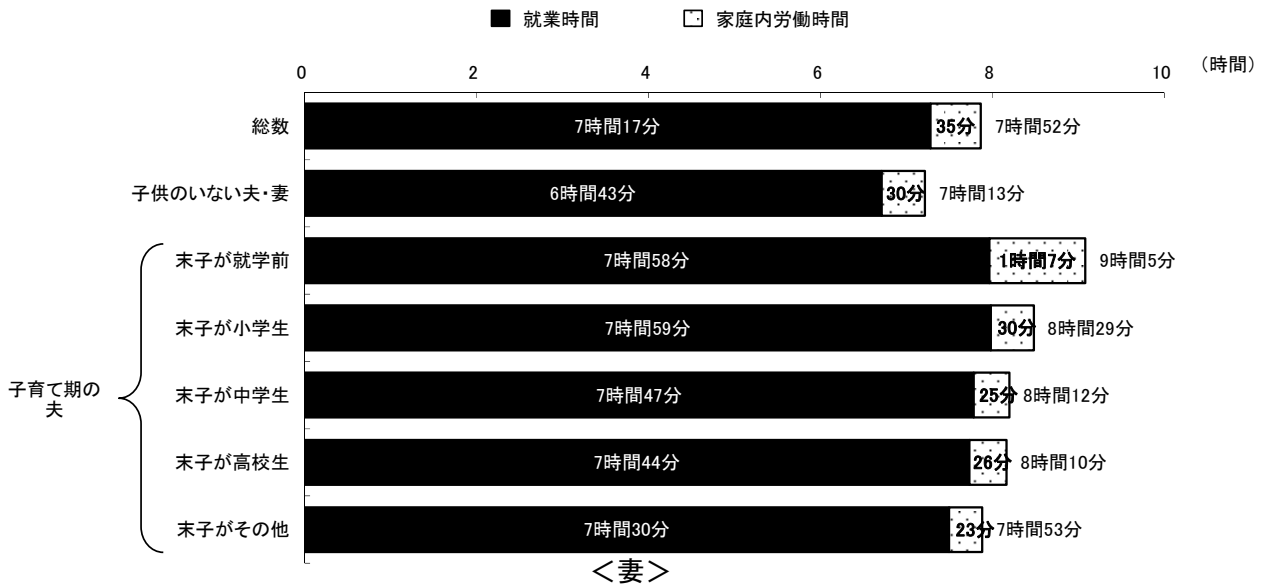 就業時間 家庭内労働時間
0 2 4 6 8 10 (時間)
総数 7時間17分 35分 7時間52分
子供のいない夫・妻 6時間43分 30分 7時間13分
末子が就学前 7時間58分 1時間7分 9時間5分
末子が小学生 7時間59分 30分 8時間29分
子育て期の
夫
末子が中学生 7時間47分 25分 8時間12分
末子が高校生 7時間44分 26分 8時間10分
末子がその他 7時間30分 23分 7時間53分
<妻>